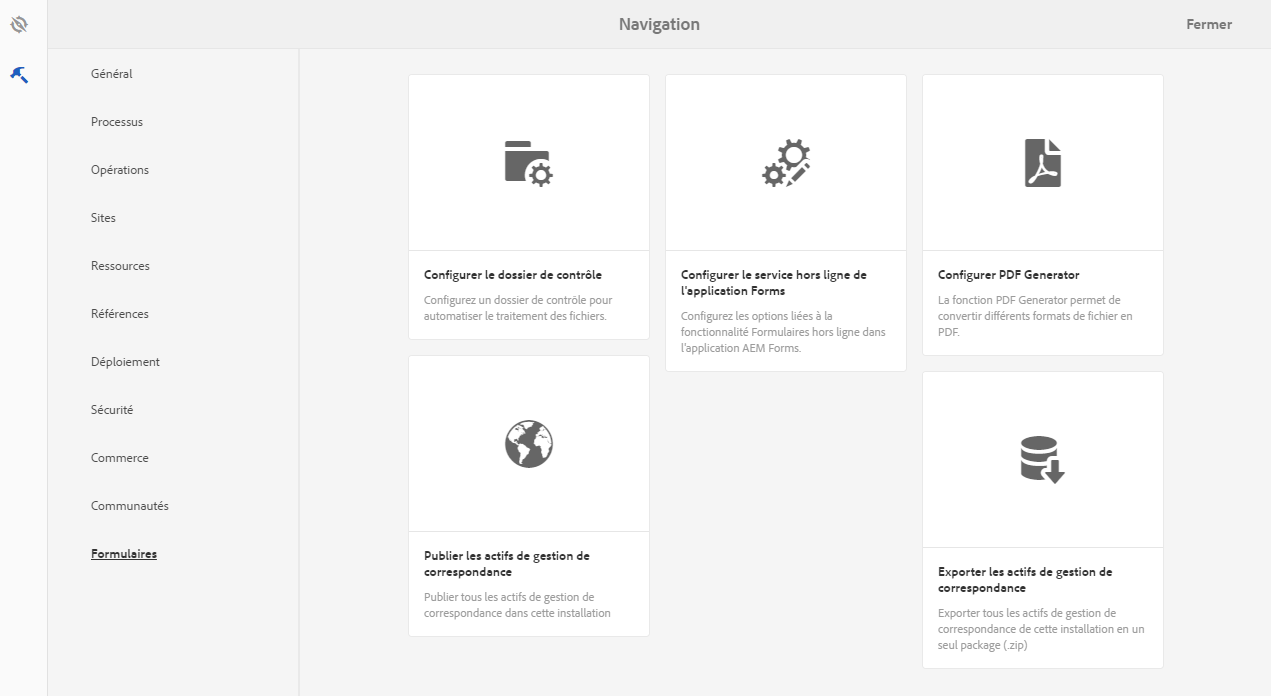 Navigation
Fermer
Général
Processus
Opérations
Sites
Ressources
Références
Déploiement
Sécurité
Commerce
Communautés
Formulaires
Configurer le dossier de contrôle
Configurez un dossier de contrôle pour
automatiser le traitement des fichiers.
Configurer le service hors ligne de
l'application Forms
Configurez les options liées à la
fonctionnalité Formulaires hors ligne dans
l'application AEM Forms.
Configurer PDF Generator
La fonction PDF Generator permet de
convertir différents formats de fichier en
PDF.
Publier les actifs de gestion de
correspondance
Publier tous les actifs de gestion de
correspondance dans cette installation
Exporter les actifs de gestion de
correspondance
Exporter tous les actifs de gestion de
correspondance de cette installation en un
seul package (.zip)